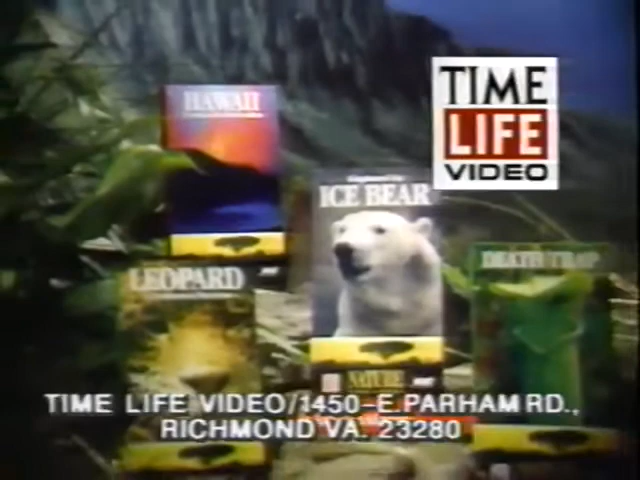 TIME
LIFE
VIDEO
HAWAII
ICE BEAR
LEOPARD
DEATH TRAP
NATURE
TIME LIFE VIDEO/1450-E.PARHAM RD.,
RICHMOND VA. 23280